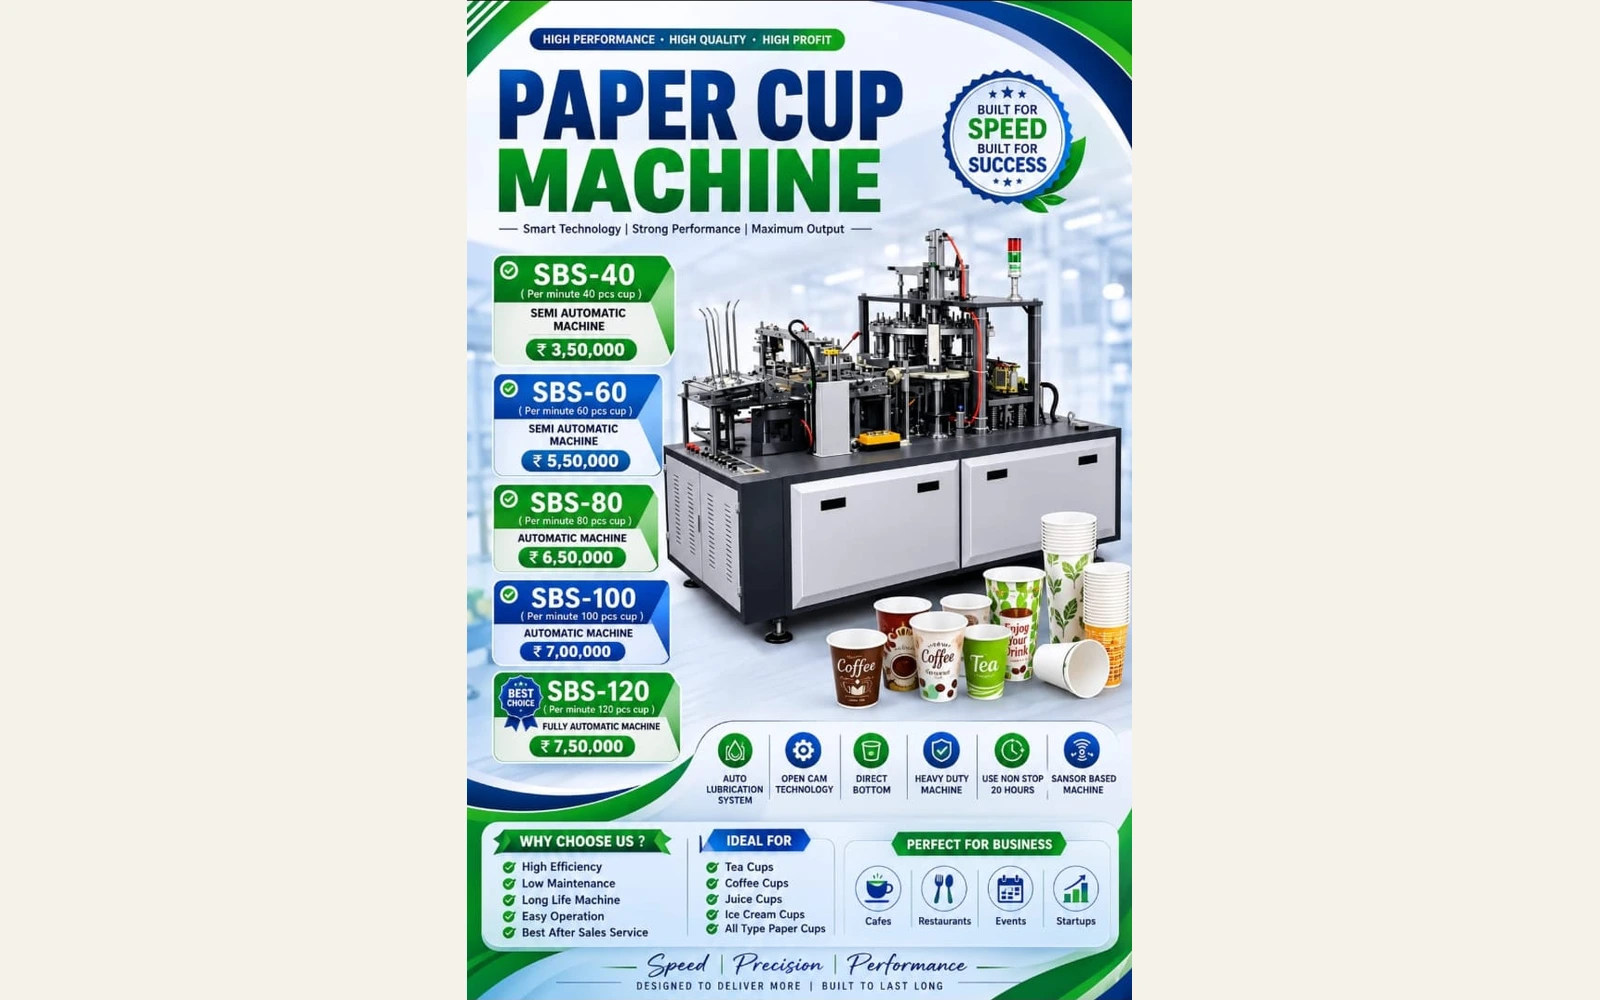 HIGH PERFORMANCE • HIGH QUALITY • HIGH PROFIT
PAPER CUP
MACHINE
Smart Technology | Strong Performance | Maximum Output
BUILT FOR
SPEED
BUILT FOR
SUCCESS
SBS-40
( Per minute 40 pcs cup )
SEMI AUTOMATIC
MACHINE
₹ 3,50,000
SBS-60
( Per minute 60 pcs cup )
SEMI AUTOMATIC
MACHINE
₹ 5,50,000
SBS-80
( Per minute 80 pcs cup )
AUTOMATIC MACHINE
₹ 6,50,000
SBS-100
( Per minute 100 pcs cup )
AUTOMATIC MACHINE
₹ 7,00,000
BEST
CHOICE
SBS-120
( Per minute 120 pcs cup )
FULLY AUTOMATIC MACHINE
₹ 7,50,000
Coffee
Coffee
Tea
Enjoy
Your
Drink
AUTO
LUBRICATION
SYSTEM
OPEN CAM
TECHNOLOGY
DIRECT
BOTTOM
HEAVY DUTY
MACHINE
USE NON STOP
20 HOURS
SANSOR BASED
MACHINE
WHY CHOOSE US ?
High Efficiency
Low Maintenance
Long Life Machine
Easy Operation
Best After Sales Service
IDEAL FOR
Tea Cups
Coffee Cups
Juice Cups
Ice Cream Cups
All Type Paper Cups
PERFECT FOR BUSINESS
Cafes
Restaurants
Events
Startups
Speed | Precision | Performance
DESIGNED TO DELIVER MORE | BUILT TO LAST LONG